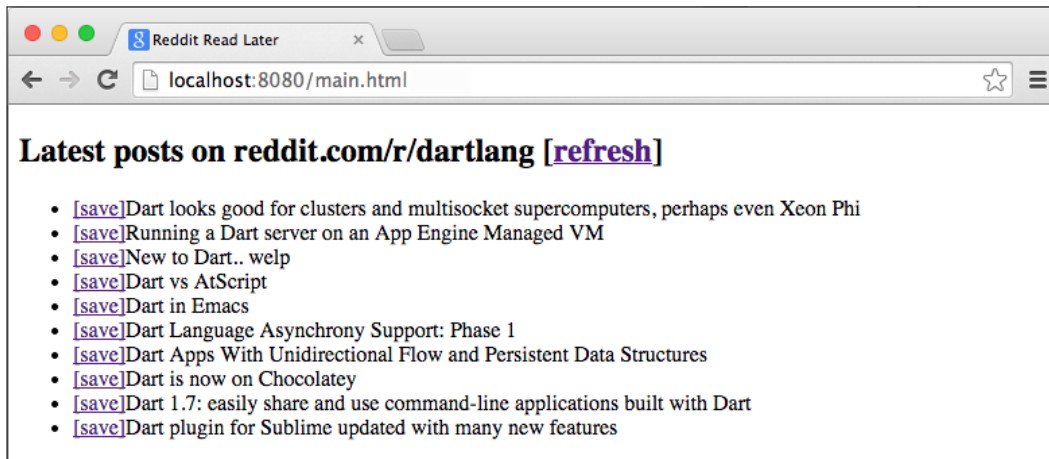 Reddit Read Later
localhost:8080/main.html
Latest posts on reddit.com/r/dartlang [refresh]
[save]Dart looks good for clusters and multisocket supercomputers, perhaps even Xeon Phi
[save]Running a Dart server on an App Engine Managed VM
[save]New to Dart.. welp
[save]Dart vs AtScript
[save]Dart in Emacs
[save]Dart Language Asynchrony Support: Phase 1
[save]Dart Apps With Unidirectional Flow and Persistent Data Structures
[save]Dart is now on Chocolatey
[save]Dart 1.7: easily share and use command-line applications built with Dart
[save]Dart plugin for Sublime updated with many new features